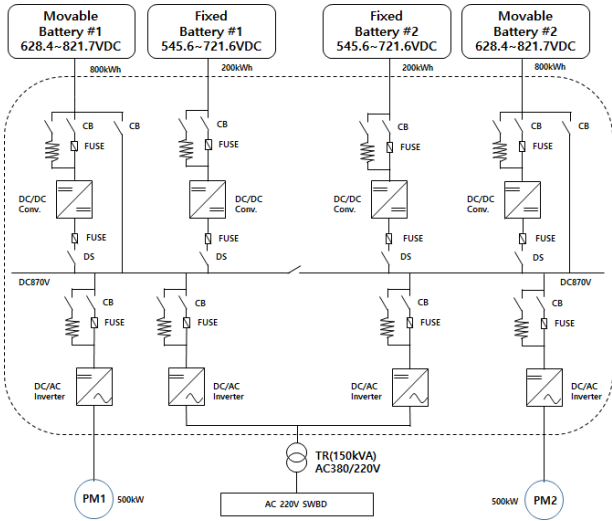 Movable
Battery #1
628.4~821.7VDC
Fixed
Battery #1
545.6~721.6VDC
Fixed
Battery #2
545.6~721.6VDC
Movable
Battery #2
628.4~821.7VDC
800kWh
200kWh
200kWh
800kWh
CB
FUSE
CB
CB
FUSE
CB
FUSE
CB
FUSE
CB
DC/DC
Conv.
DC/DC
Conv.
DC/DC
Conv.
DC/DC
Conv.
FUSE
DS
FUSE
DS
FUSE
DS
FUSE
DS
DC870V
DC870V
CB
FUSE
CB
FUSE
CB
FUSE
CB
FUSE
DC/AC
Inverter
DC/AC
Inverter
DC/AC
Inverter
DC/AC
Inverter
TR(150kVA)
AC380/220V
PM1
500kW
AC 220V SWBD
500kW
PM2